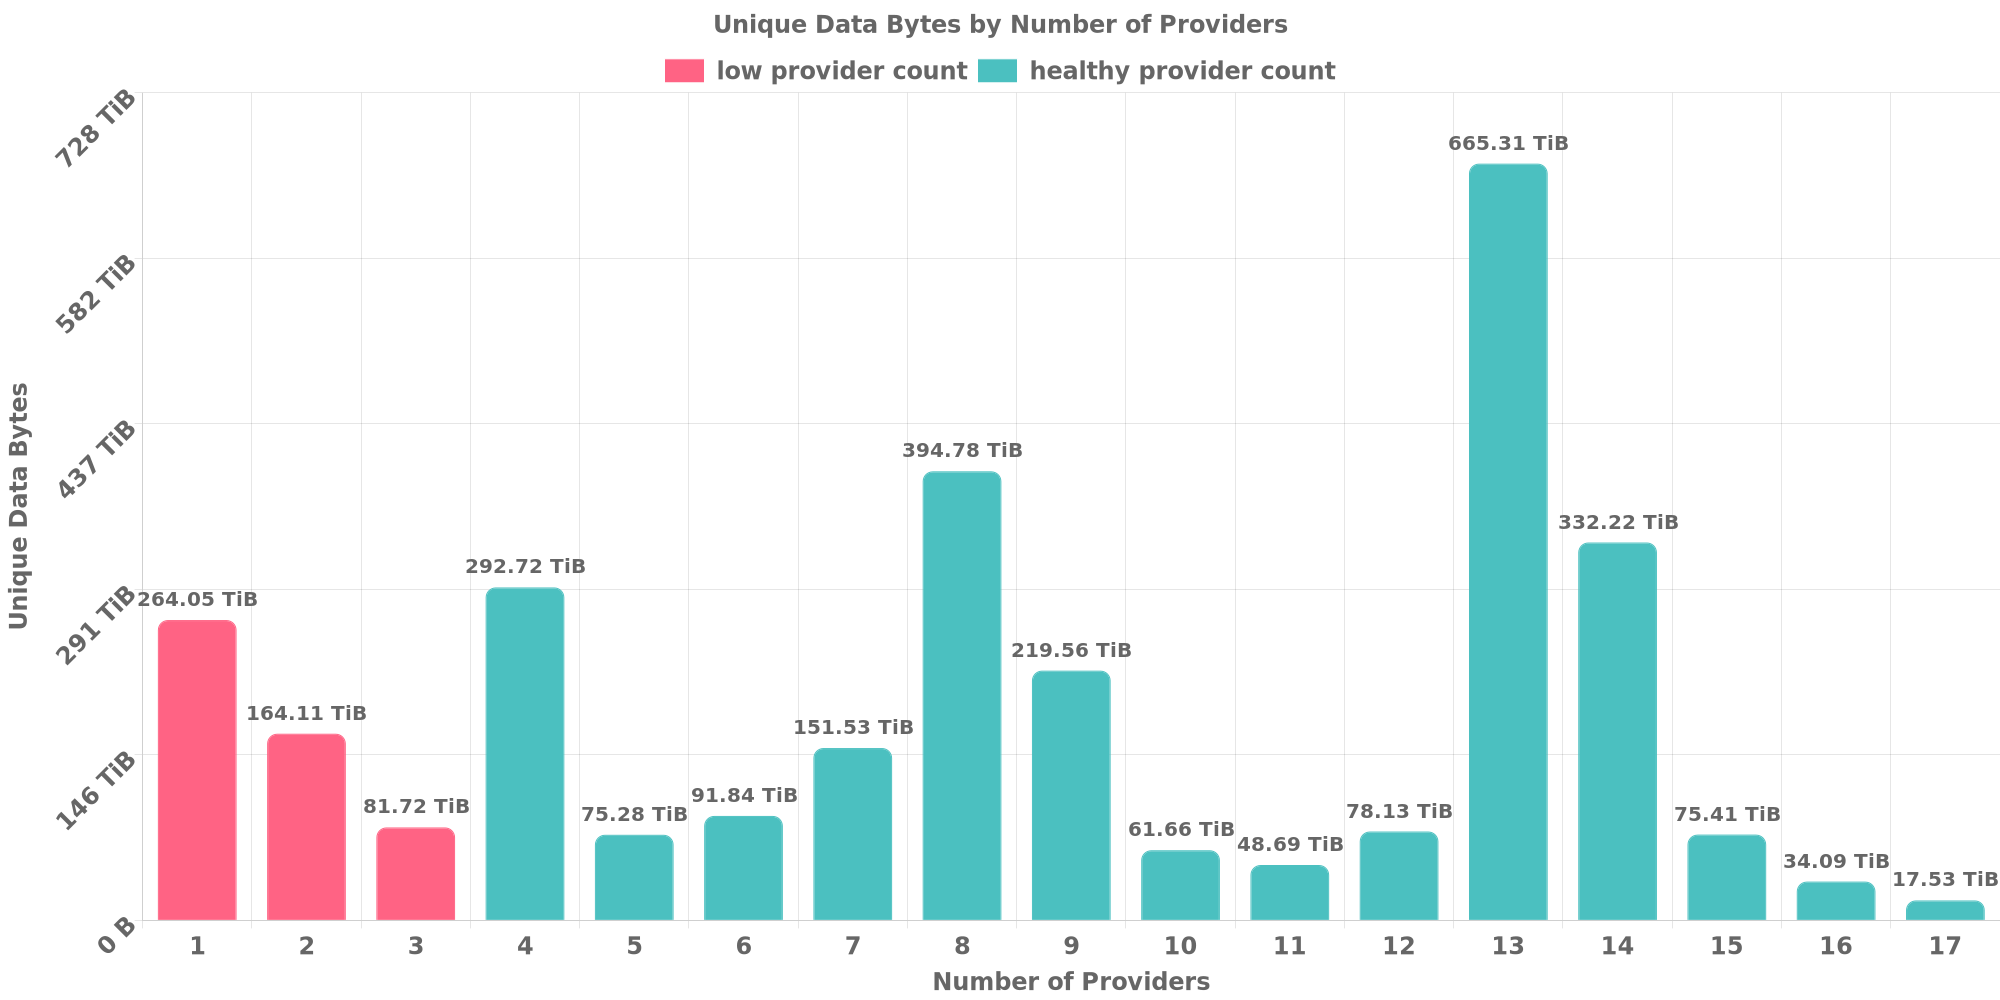 Unique Data Bytes by Number of Providers
low provider count
healthy provider count
Unique Data Bytes
728 TiB
582 TiB
437 TiB
291 TiB
146 TiB
0 B
264.05 TiB
164.11 TiB
81.72 TiB
292.72 TiB
75.28 TiB
91.84 TiB
151.53 TiB
394.78 TiB
219.56 TiB
61.66 TiB
48.69 TiB
78.13 TiB
665.31 TiB
332.22 TiB
75.41 TiB
34.09 TiB
17.53 TiB
1 2 3 4 5 6 7 8 9 10 11 12 13 14 15 16 17
Number of Providers